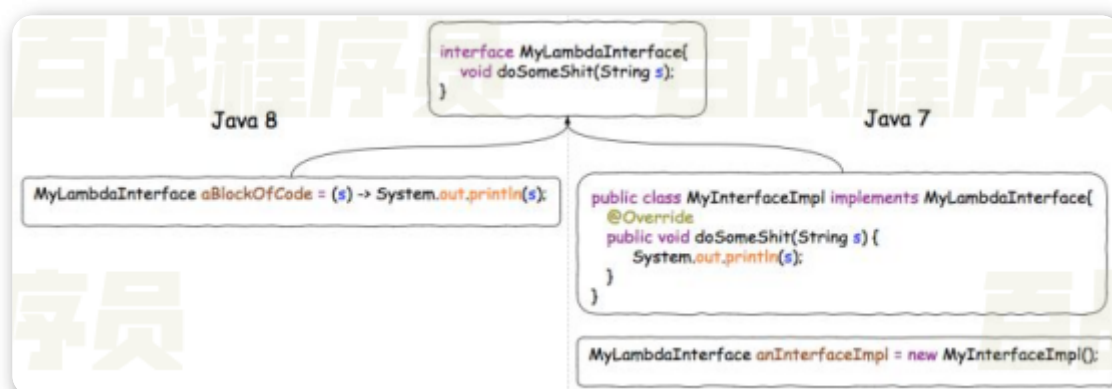 百战程序员
百战程序员
interface MyLambdaInterface{
void doSomeShit(String s);
}
Java 8
Java 7
MyLambdaInterface aBlockOfCode = (s) -> System.out.println(s);
public class MyInterfaceImpl implements MyLambdaInterface{
@Override
public void doSomeShit(String s) {
System.out.println(s);
}
}
序员
百战
MyLambdaInterface anInterfaceImpl = new MyInterfaceImpl();